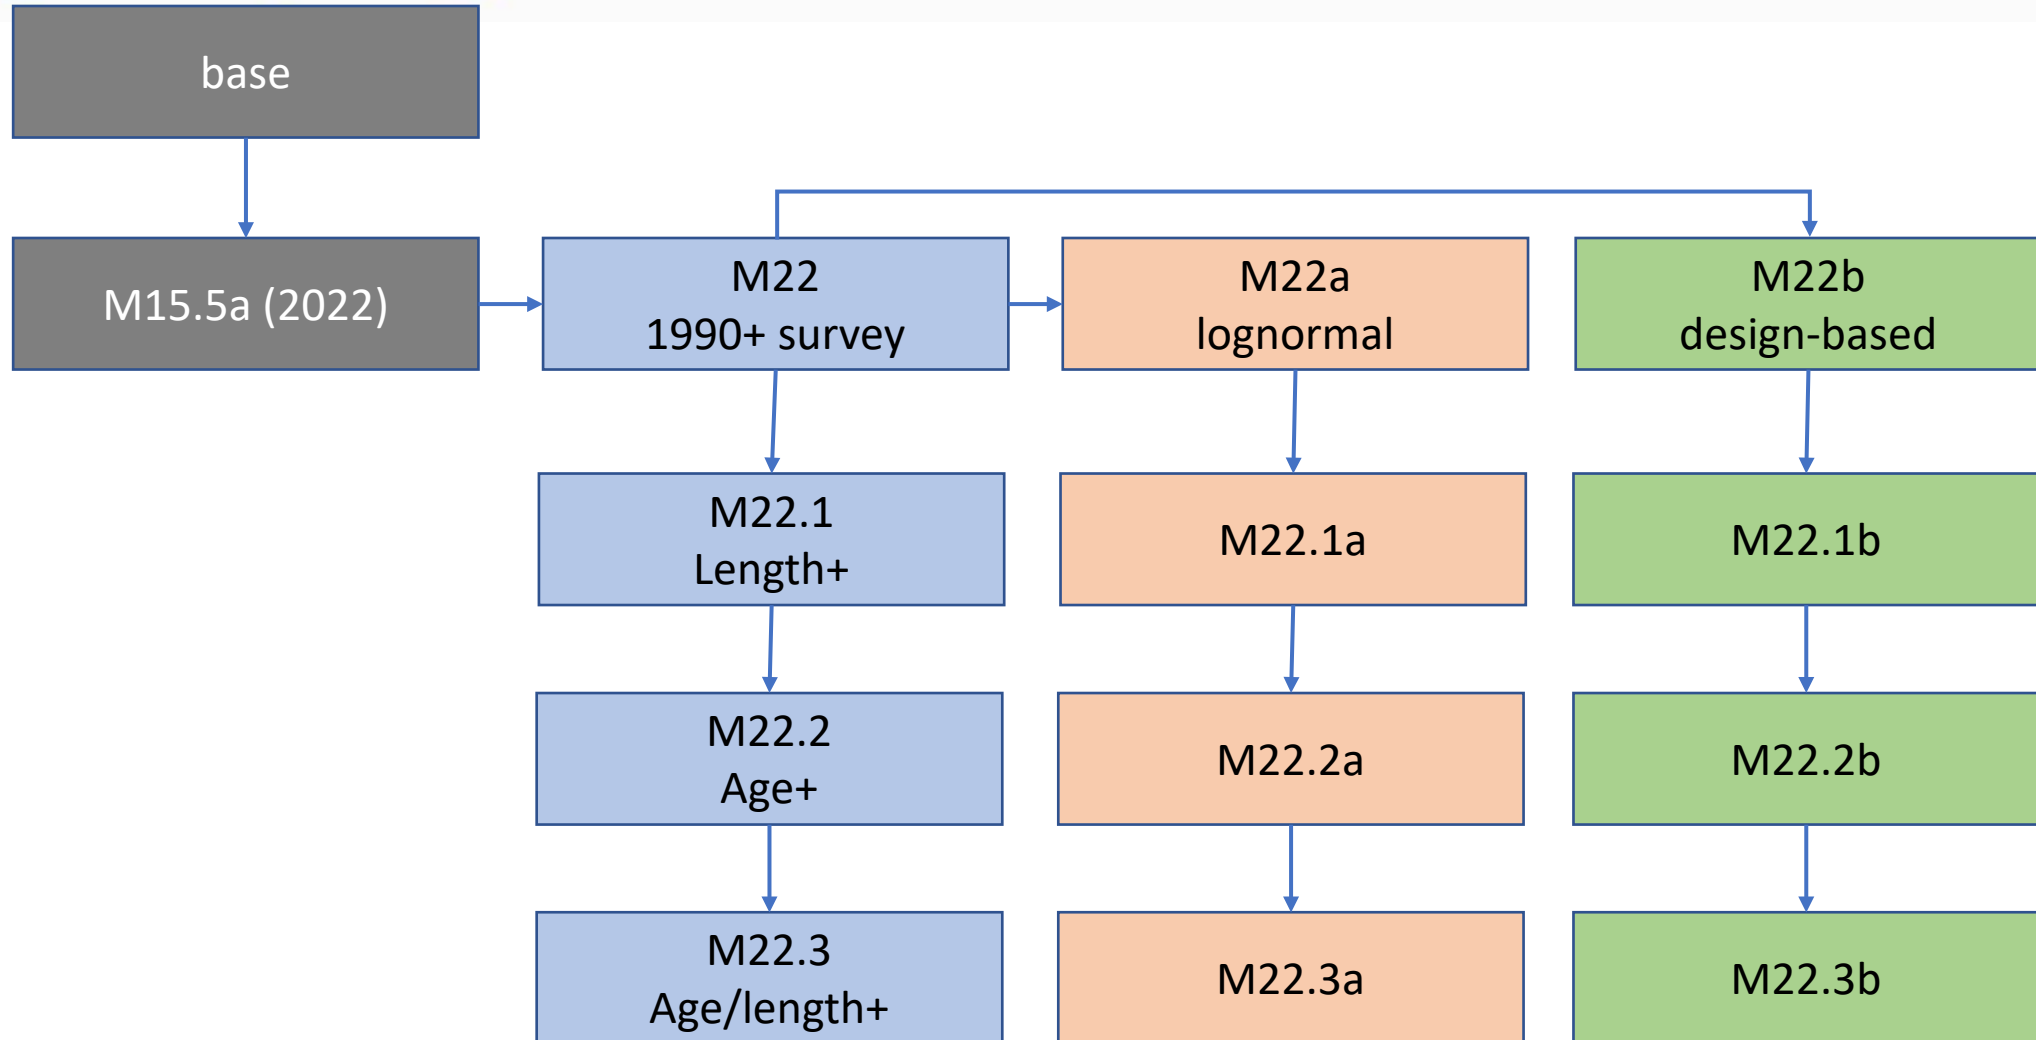 base
M15.5a (2022)
M22
1990+ survey
M22a
lognormal
M22b
design-based
M22.1
Length+
M22.1a
M22.1b
M22.2
Age+
M22.2a
M22.2b
M22.3
Age/length+
M22.3a
M22.3b